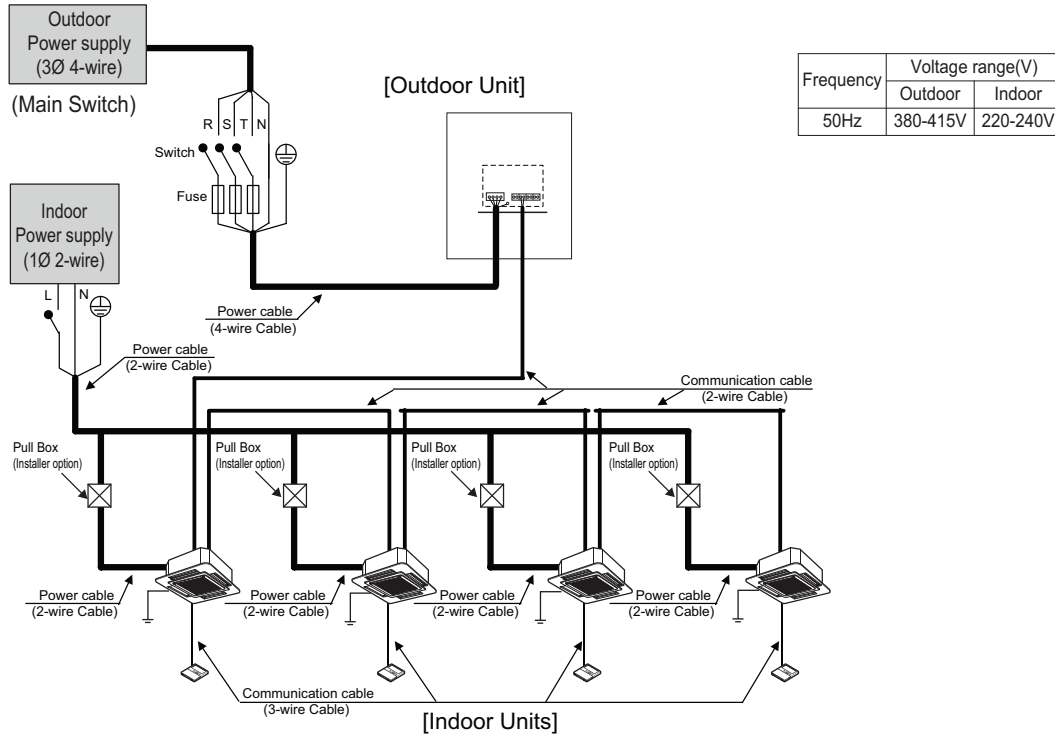 Outdoor
Power supply
(3Ø 4-wire)
(Main Switch)
[Outdoor Unit]
Frequency
Voltage range(V)
Outdoor Indoor
50Hz 380-415V 220-240V
R S T N
Switch
Fuse
Indoor
Power supply
(1Ø 2-wire)
L N
Power cable
(4-wire Cable)
Power cable
(2-wire Cable)
Communication cable
(2-wire Cable)
Pull Box
(Installer option)
Pull Box
(Installer option)
Pull Box
(Installer option)
Pull Box
(Installer option)
Power cable
(2-wire Cable)
Power cable
(2-wire Cable)
Power cable
(2-wire Cable)
Power cable
(2-wire Cable)
Communication cable
(3-wire Cable)
[Indoor Units]